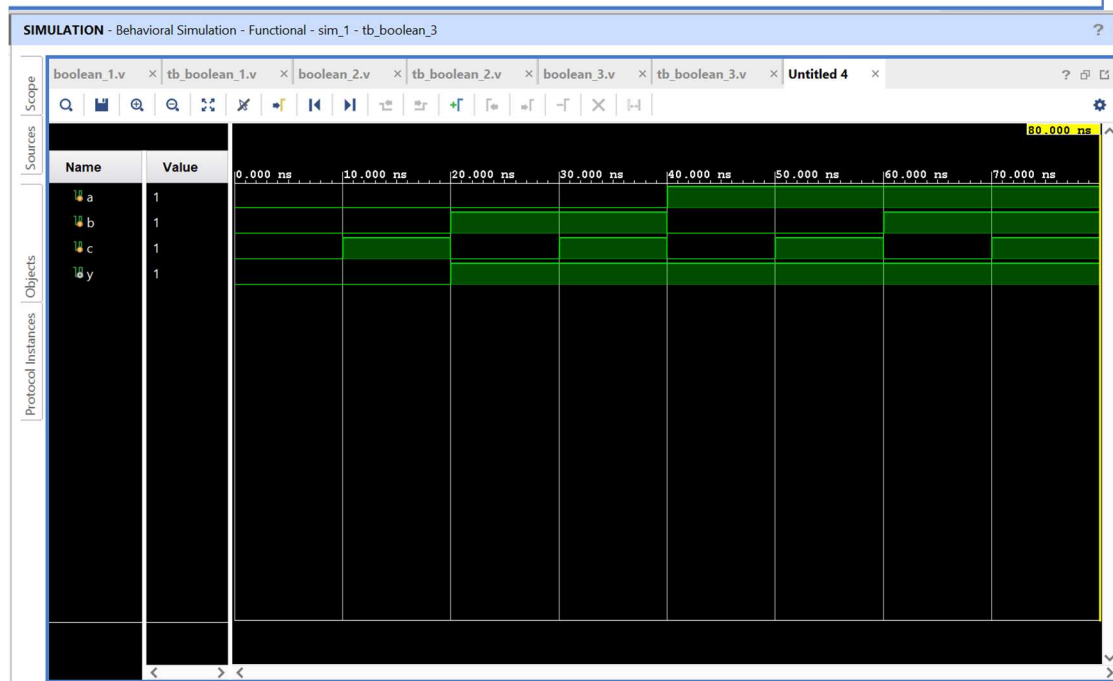 SIMULATION - Behavioral Simulation - Functional - sim_1 - tb_boolean_3 ?
boolean_1.v × tb_boolean_1.v × boolean_2.v × tb_boolean_2.v × boolean_3.v × tb_boolean_3.v × Untitled 4 × ?
80.000 ns
Name Value
0.000 ns 10.000 ns 20.000 ns 30.000 ns 40.000 ns 50.000 ns 60.000 ns 70.000 ns
a 1
b 1
c 1
y 1
Scope
Sources
Objects
Protocol Instances